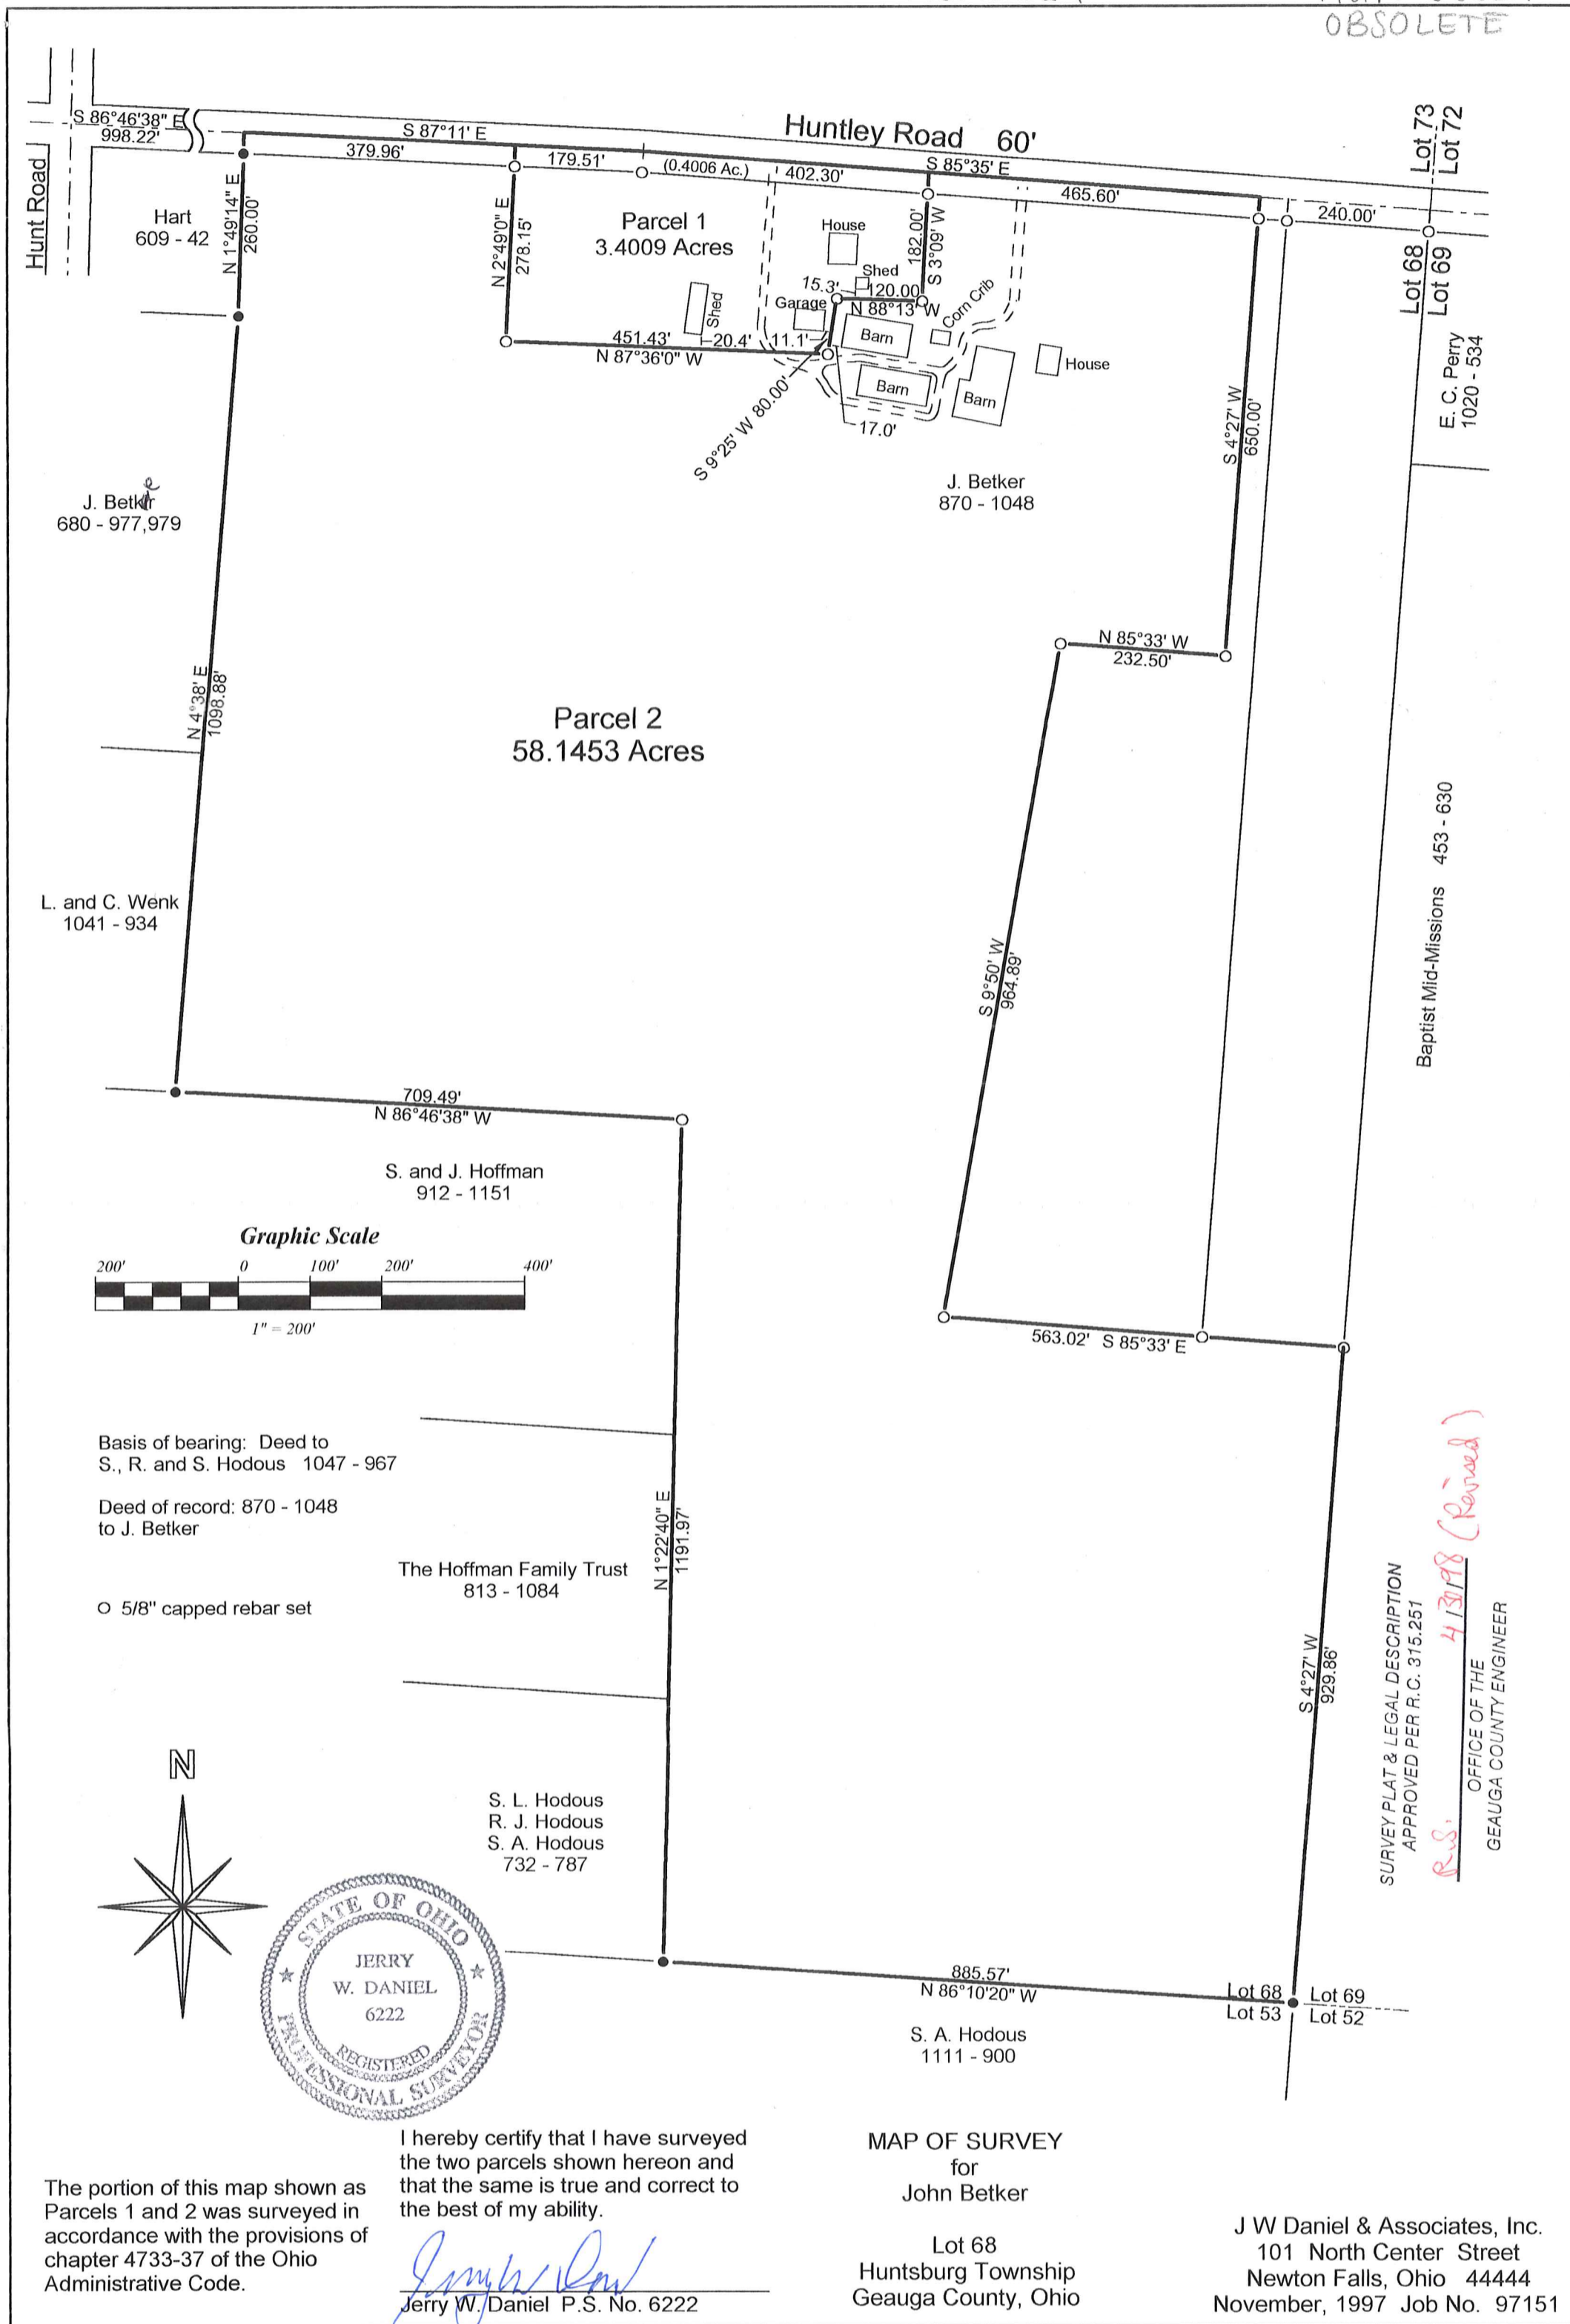 OBSOLETE
S 86°46'38" E
998.22'
Hunt Road
S 87°11' E
379.96'
179.51'
(0.4006 Ac.)
402.30'
Huntley Road 60'
S 85°35' E
465.60'
240.00'
Lot 73
Lot 72
Lot 68
Lot 69
Hart
609 - 42
N 1°49'14" E
260.00'
N 2°49'0" E
278.15'
Parcel 1
3.4009 Acres
House
Shed
15.3'
120.00'
N 88°13' W
182.00'
S 3°09' W
Garage
Shed
Corn Crib
Barn
451.43'
20.4'
11.1'
N 87°36'0" W
S 9°25' W 80.00'
Barn
Barn
House
17.0'
E. C. Perry
1020 - 534
S 4°27' W
650.00'
J. Betker
870 - 1048
J. Betkir
er
680 - 977,979
N 85°33' W
232.50'
N 4°38' E
1098.88'
Parcel 2
58.1453 Acres
L. and C. Wenk
1041 - 934
S 9°50' W
964.89'
Baptist Mid-Missions 453 - 630
709.49'
N 86°46'38" W
S. and J. Hoffman
912 - 1151
Graphic Scale
200' 0 100' 200' 400'
1" = 200'
563.02' S 85°33' E
Basis of bearing: Deed to
S., R. and S. Hodous 1047 - 967
Deed of record: 870 - 1048
to J. Betker
The Hoffman Family Trust
813 - 1084
O 5/8" capped rebar set
N 1°22'40" E
1191.97'
S 4°27' W
929.86'
SURVEY PLAT & LEGAL DESCRIPTION
APPROVED PER R.C. 315.251
R.S. 4/30/98 (Revised)
OFFICE OF THE
GEAUGA COUNTY ENGINEER
N
S. L. Hodous
R. J. Hodous
S. A. Hodous
732 - 787
STATE OF OHIO
JERRY
W. DANIEL
6222
REGISTERED
PROFESSIONAL SURVEYOR
885.57'
N 86°10'20" W
Lot 68
Lot 69
Lot 53
Lot 52
S. A. Hodous
1111 - 900
The portion of this map shown as
Parcels 1 and 2 was surveyed in
accordance with the provisions of
chapter 4733-37 of the Ohio
Administrative Code.
I hereby certify that I have surveyed
the two parcels shown hereon and
that the same is true and correct to
the best of my ability.
Jerry W. Daniel P.S. No. 6222
MAP OF SURVEY
for
John Betker
Lot 68
Huntsburg Township
Geauga County, Ohio
J W Daniel & Associates, Inc.
101 North Center Street
Newton Falls, Ohio 44444
November, 1997 Job No. 97151